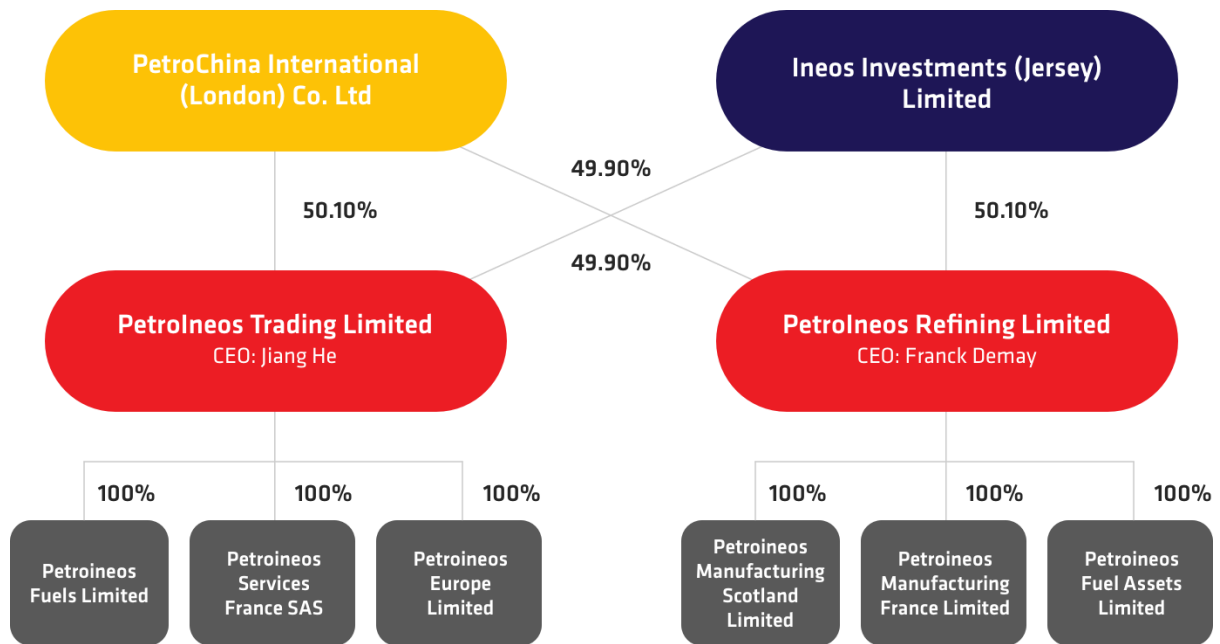 PetroChina International
(London) Co. Ltd
Ineos Investments (Jersey)
Limited
49.90%
50.10%
50.10%
49.90%
PetroIneos Trading Limited
CEO: Jiang He
PetroIneos Refining Limited
CEO: Franck Demay
100%
100%
100%
100%
100%
100%
Petroineos
Fuels Limited
Petroineos
Services
France SAS
Petroineos
Europe
Limited
Petroineos
Manufacturing
Scotland
Limited
Petroineos
Manufacturing
France Limited
Petroineos
Fuel Assets
Limited